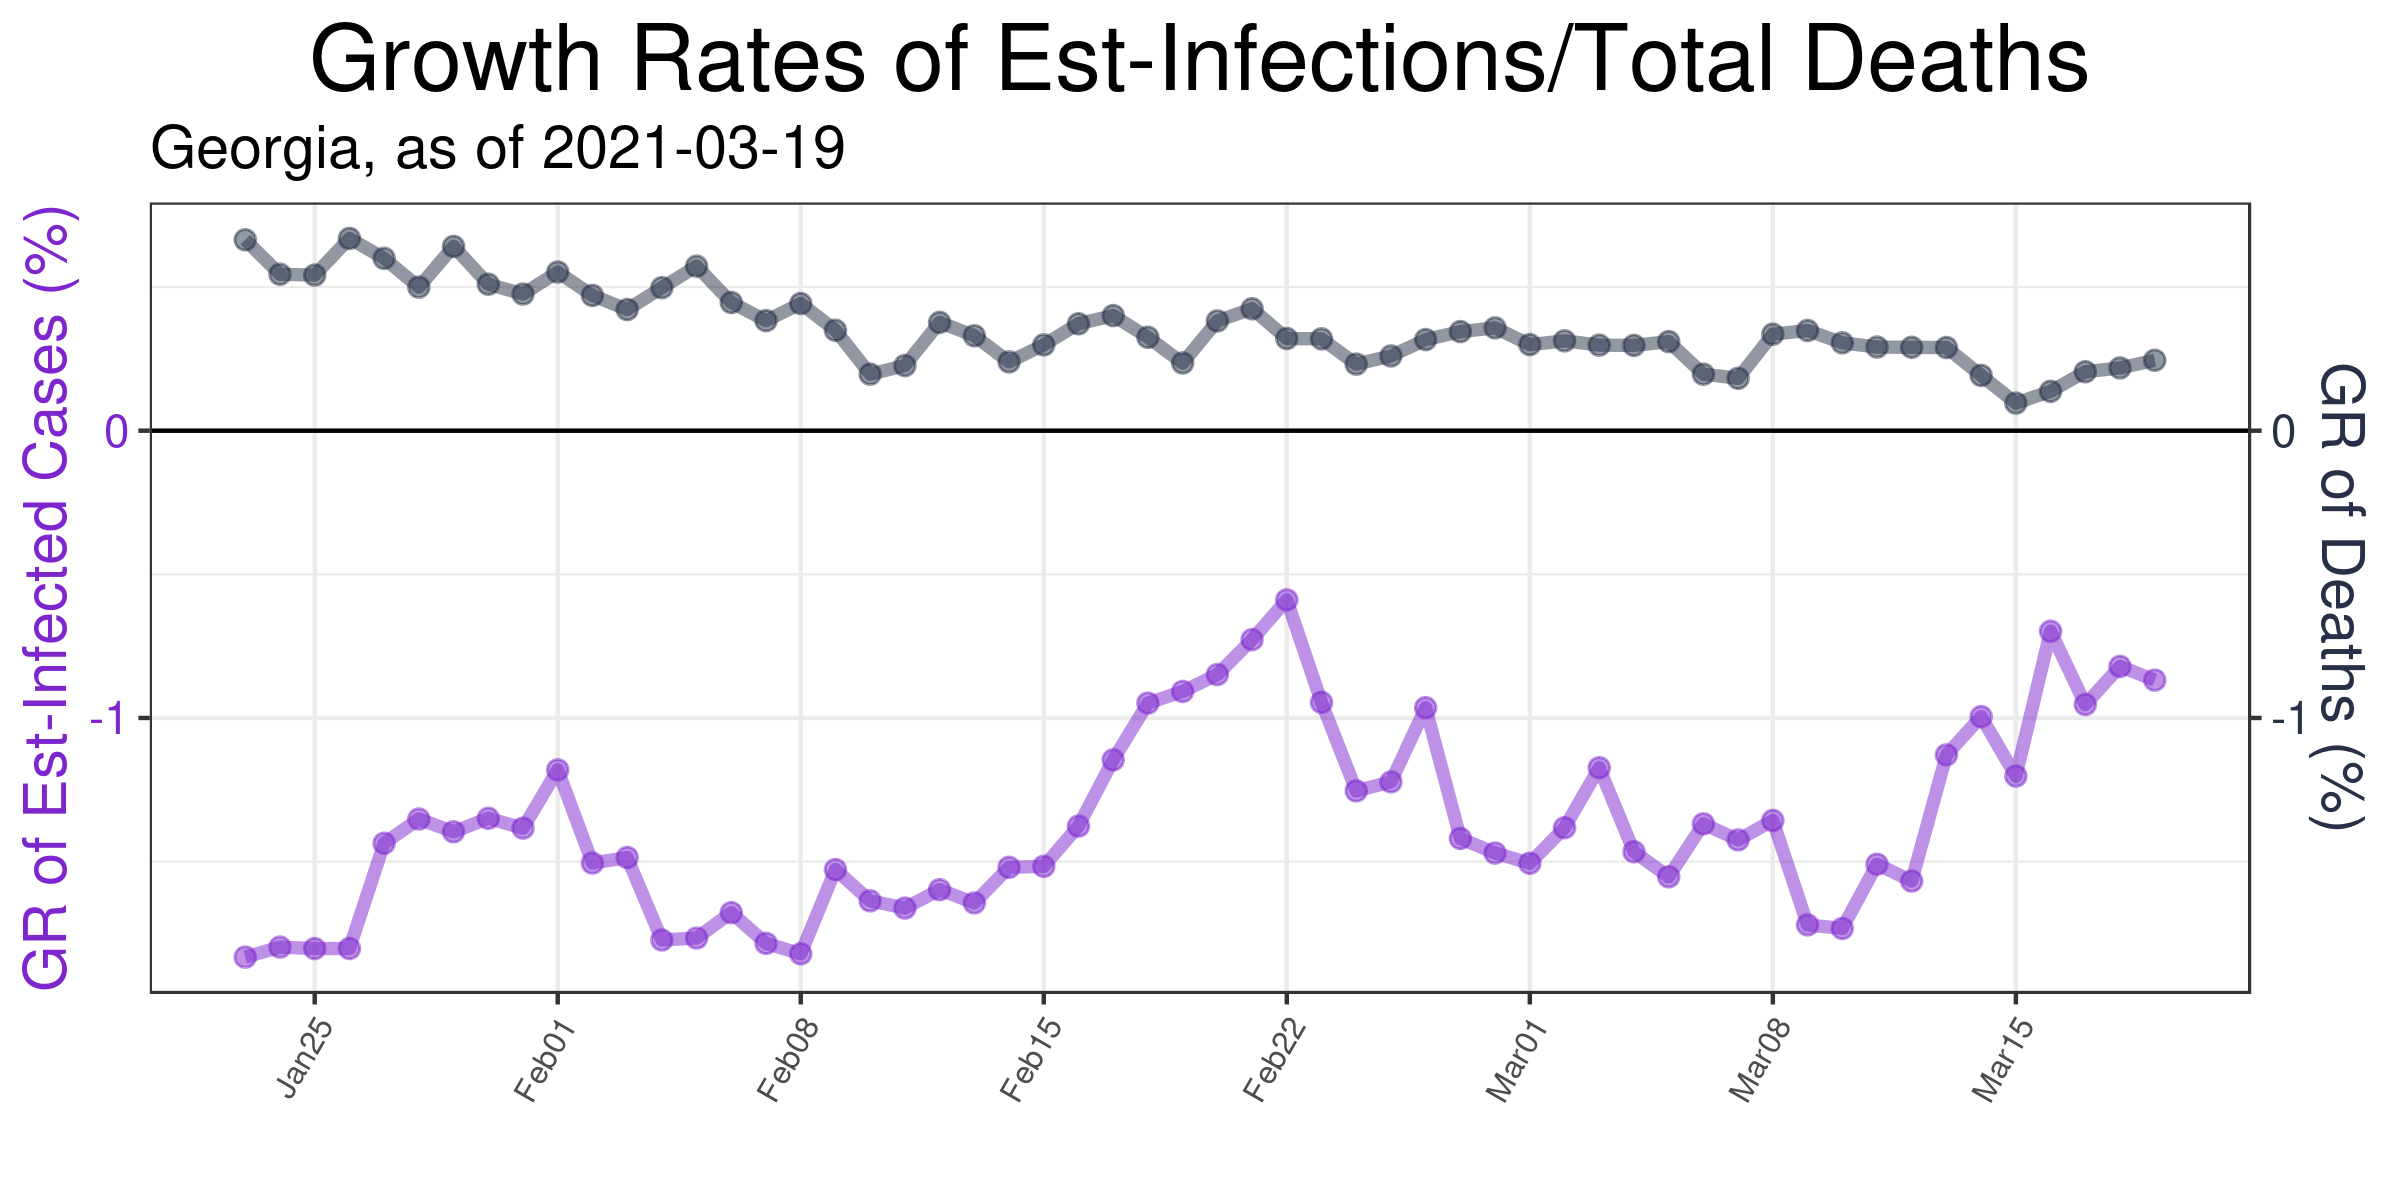 Growth Rates of Est-Infections/Total Deaths
Georgia, as of 2021-03-19
GR of Est-Infected Cases (%)
0
-1
0
-1
GR of Deaths (%)
Jan25
Feb01
Feb08
Feb15
Feb22
Mar01
Mar08
Mar15